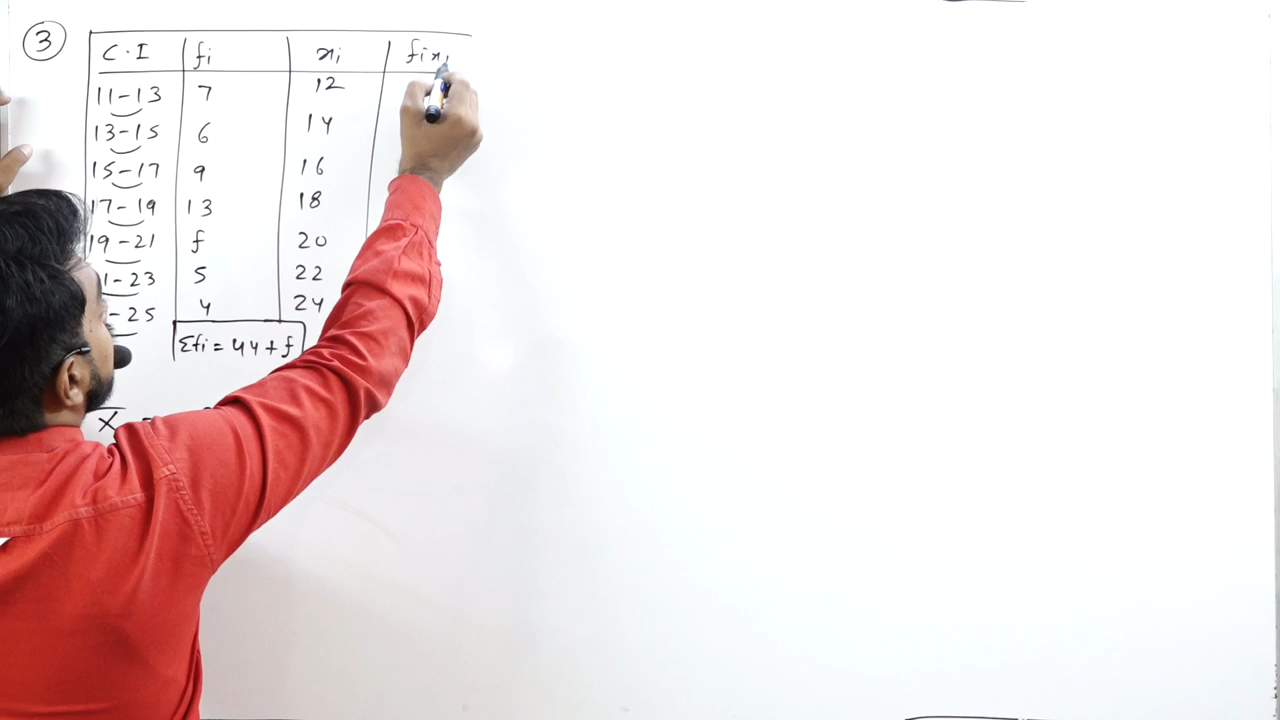 3
C.I fi xi fixi
11-13 7 12
13-15 6 14
15-17 9 16
17-19 13 18
19-21 f 20
1-23 5 22
-25 4 24
Σfi = 44+f
X̄